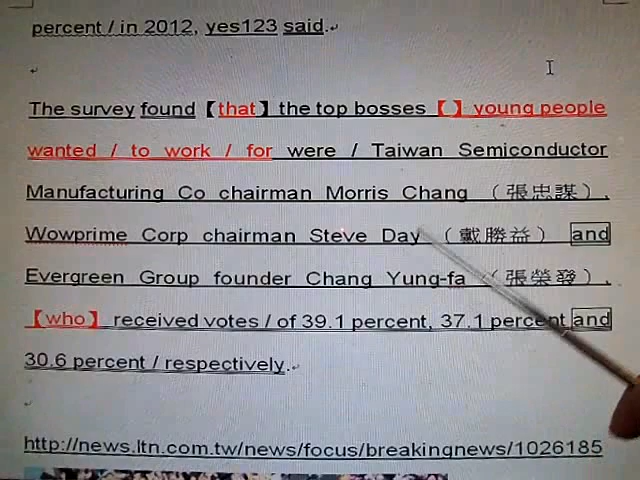 percent / in 2012, yes123 said.
The survey found【that】the top bosses【 】young people
wanted / to work / for were / Taiwan Semiconductor
Manufacturing Co chairman Morris Chang （張忠謀）,
Wowprime Corp chairman Steve Day （戴勝益） and
Evergreen Group founder Chang Yung-fa （張榮發）,
【who】received votes / of 39.1 percent, 37.1 percent and
30.6 percent / respectively.
http://news.ltn.com.tw/news/focus/breakingnews/1026185